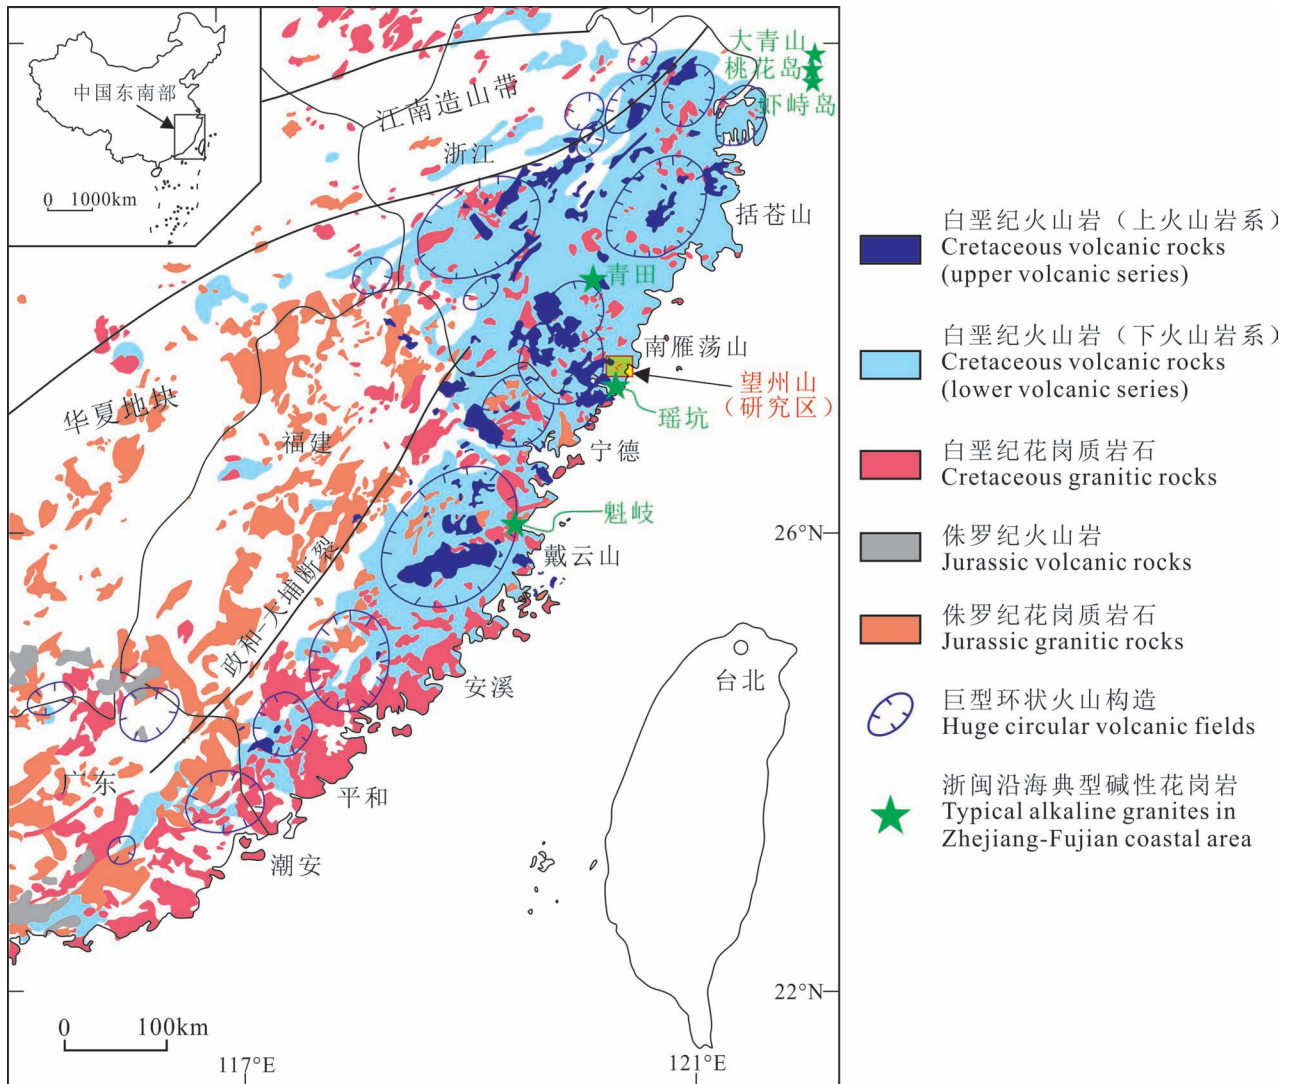 中国东南部
0 1000km
江南造山带
浙江
大青山
桃花岛
虾峙岛
括苍山
青田
南雁荡山
望州山
（研究区）
瑶坑
华夏地块
福建
宁德
魁岐
26°N
戴云山
政和-大埔断裂
安溪
台北
广东
平和
潮安
22°N
0 100km
117°E
121°E
白垩纪火山岩（上火山岩系）
Cretaceous volcanic rocks
(upper volcanic series)
白垩纪火山岩（下火山岩系）
Cretaceous volcanic rocks
(lower volcanic series)
白垩纪花岗质岩石
Cretaceous granitic rocks
侏罗纪火山岩
Jurassic volcanic rocks
侏罗纪花岗质岩石
Jurassic granitic rocks
巨型环状火山构造
Huge circular volcanic fields
浙闽沿海典型碱性花岗岩
Typical alkaline granites in
Zhejiang-Fujian coastal area